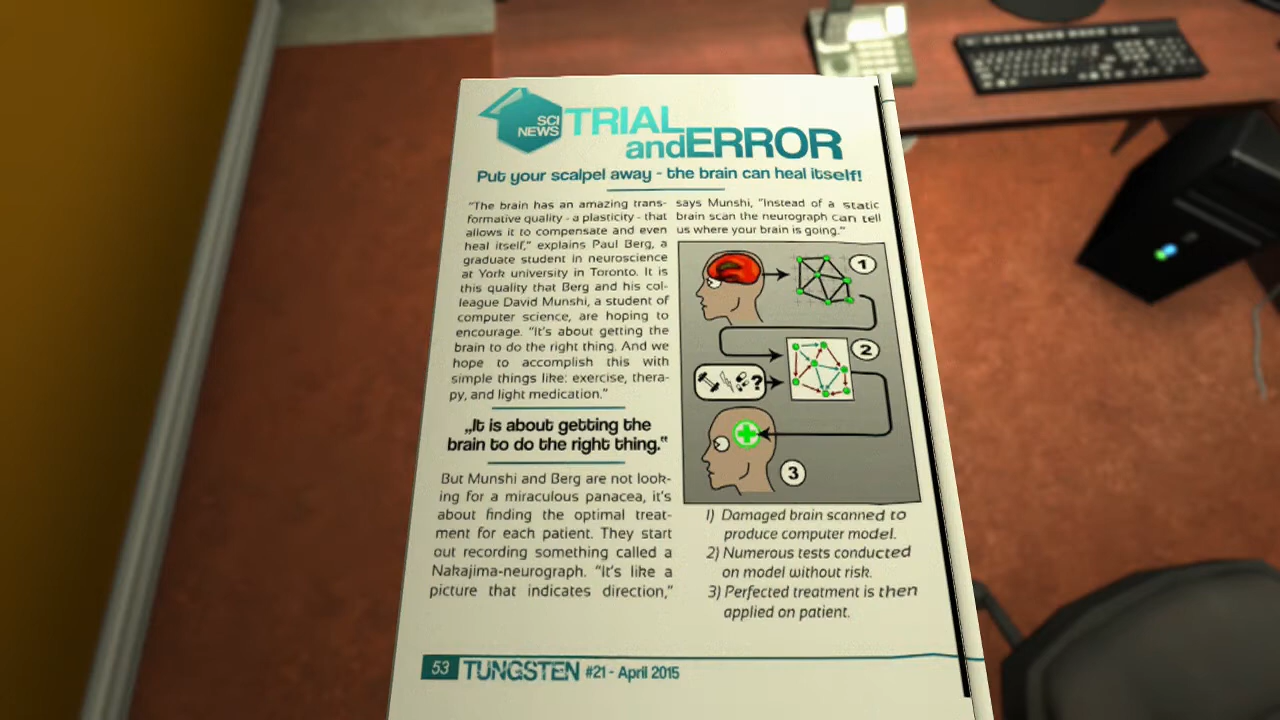 SCI
NEWS
TRIAL
andERROR
Put your scalpel away - the brain can heal itself!
"The brain has an amazing trans-
formative quality - a plasticity - that
allows it to compensate and even
heal itself," explains Paul Berg, a
graduate student in neuroscience
at York university in Toronto. It is
this quality that Berg and his col-
league David Munshi, a student of
computer science, are hoping to
encourage. "It's about getting the
brain to do the right thing. And we
hope to accomplish this with
simple things like: exercise, thera-
py, and light medication."
„It is about getting the
brain to do the right thing."
But Munshi and Berg are not look-
ing for a miraculous panacea, it's
about finding the optimal treat-
ment for each patient. They start
out recording something called a
Nakajima-neurograph. "It's like a
picture that indicates direction,"
says Munshi, "Instead of a static
brain scan the neurograph can tell
us where your brain is going."
1
2
?
3
1) Damaged brain scanned to
produce computer model.
2) Numerous tests conducted
on model without risk.
3) Perfected treatment is then
applied on patient.
53 TUNGSTEN #21 - April 2015